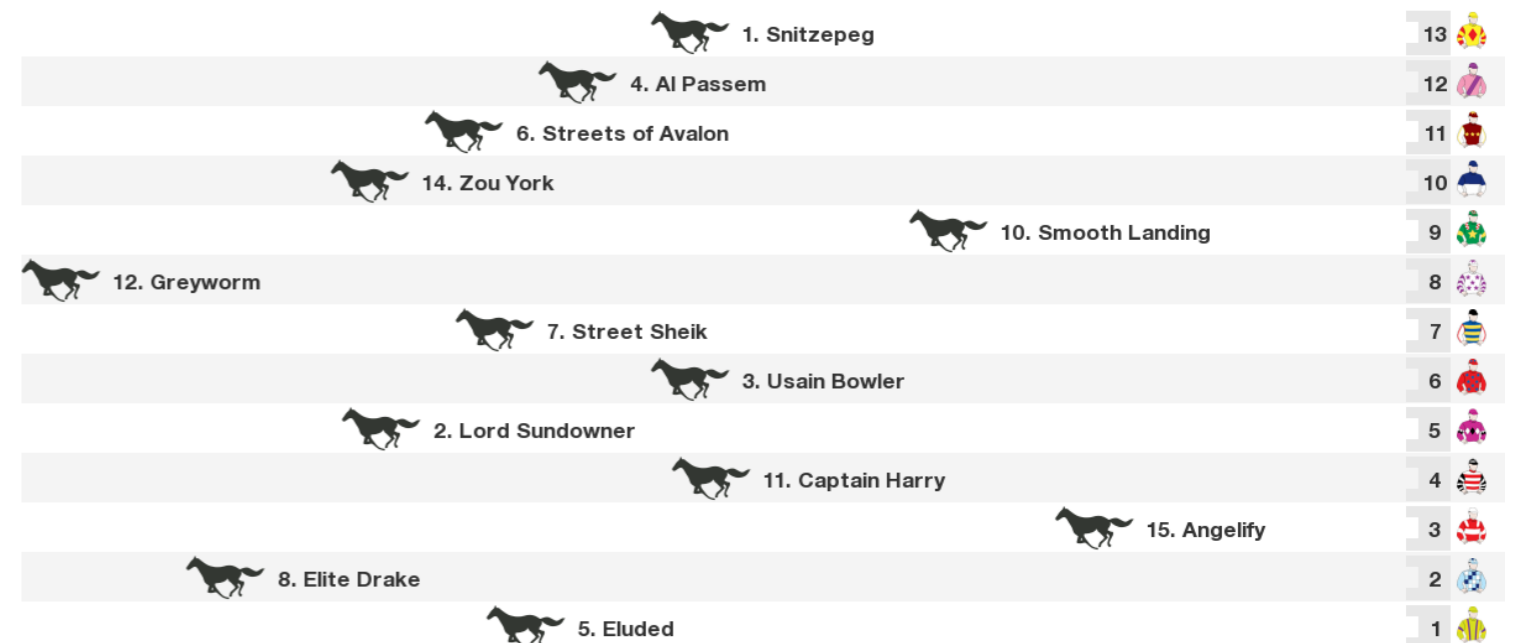 1. Snitzepeg 13
4. Al Passem 12
6. Streets of Avalon 11
14. Zou York 10
10. Smooth Landing 9
12. Greyworm 8
7. Street Sheik 7
3. Usain Bowler 6
2. Lord Sundowner 5
11. Captain Harry 4
15. Angelify 3
8. Elite Drake 2
5. Eluded 1